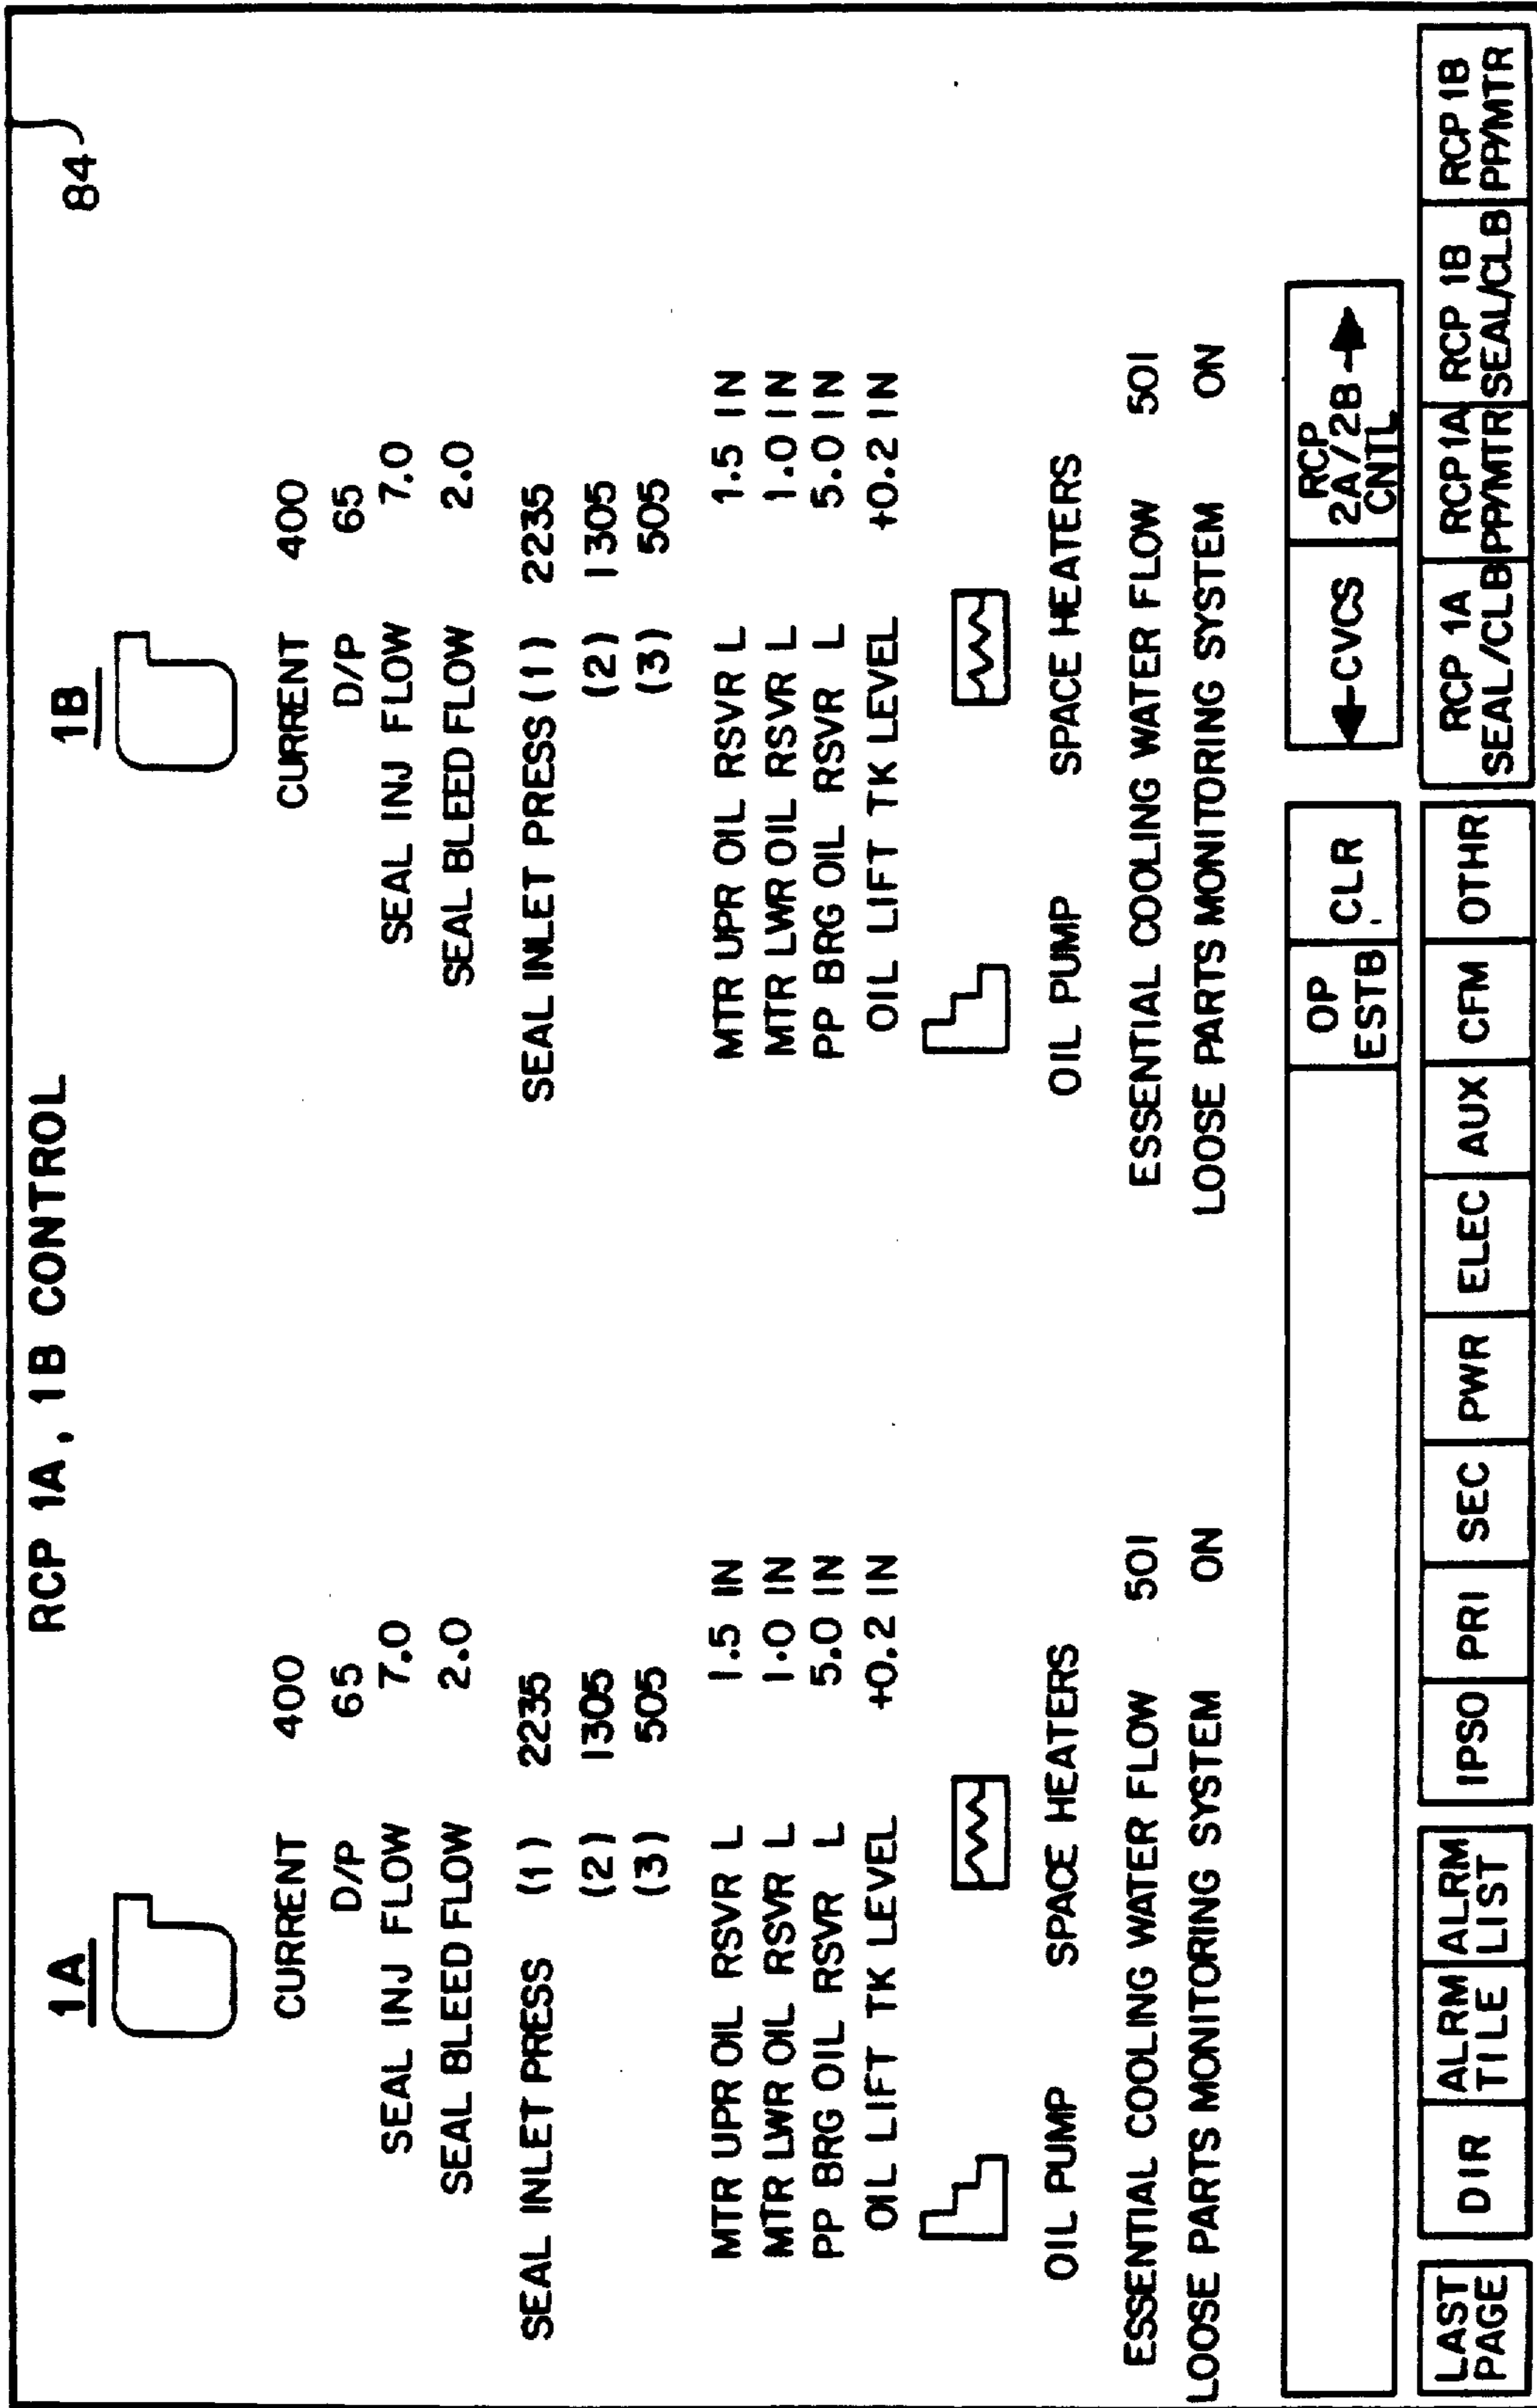 RCP 1A, 1B CONTROL
84
1A
CURRENT 400
D/P 65
SEAL INJ FLOW 7.0
SEAL BLEED FLOW 2.0
SEAL INLET PRESS (1) 2235
(2) 1305
(3) 505
MTR UPR OIL RSVR L 1.5 IN
MTR LWR OIL RSVR L 1.0 IN
PP BRG OIL RSVR L 5.0 IN
OIL LIFT TK LEVEL +0.2 IN
OIL PUMP SPACE HEATERS
ESSENTIAL COOLING WATER FLOW 501
LOOSE PARTS MONITORING SYSTEM ON
1B
CURRENT 400
D/P 65
SEAL INJ FLOW 7.0
SEAL BLEED FLOW 2.0
SEAL INLET PRESS (1) 2235
(2) 1305
(3) 505
MTR UPR OIL RSVR L 1.5 IN
MTR LWR OIL RSVR L 1.0 IN
PP BRG OIL RSVR L 5.0 IN
OIL LIFT TK LEVEL +0.2 IN
OIL PUMP SPACE HEATERS
ESSENTIAL COOLING WATER FLOW 501
LOOSE PARTS MONITORING SYSTEM ON
OP
ESTB
CLR
CVCS
RCP
2A/2B
CNTL
LAST
PAGE
DIR
ALRM
TILE
ALRM
LIST
IPSO
PRI
SEC
PWR
ELEC
AUX
CFM
OTHR
RCP 1A
SEAL/CLB
RCP 1A
PP/MTR
RCP 1B
SEAL/CLB
RCP 1B
PP/MTR